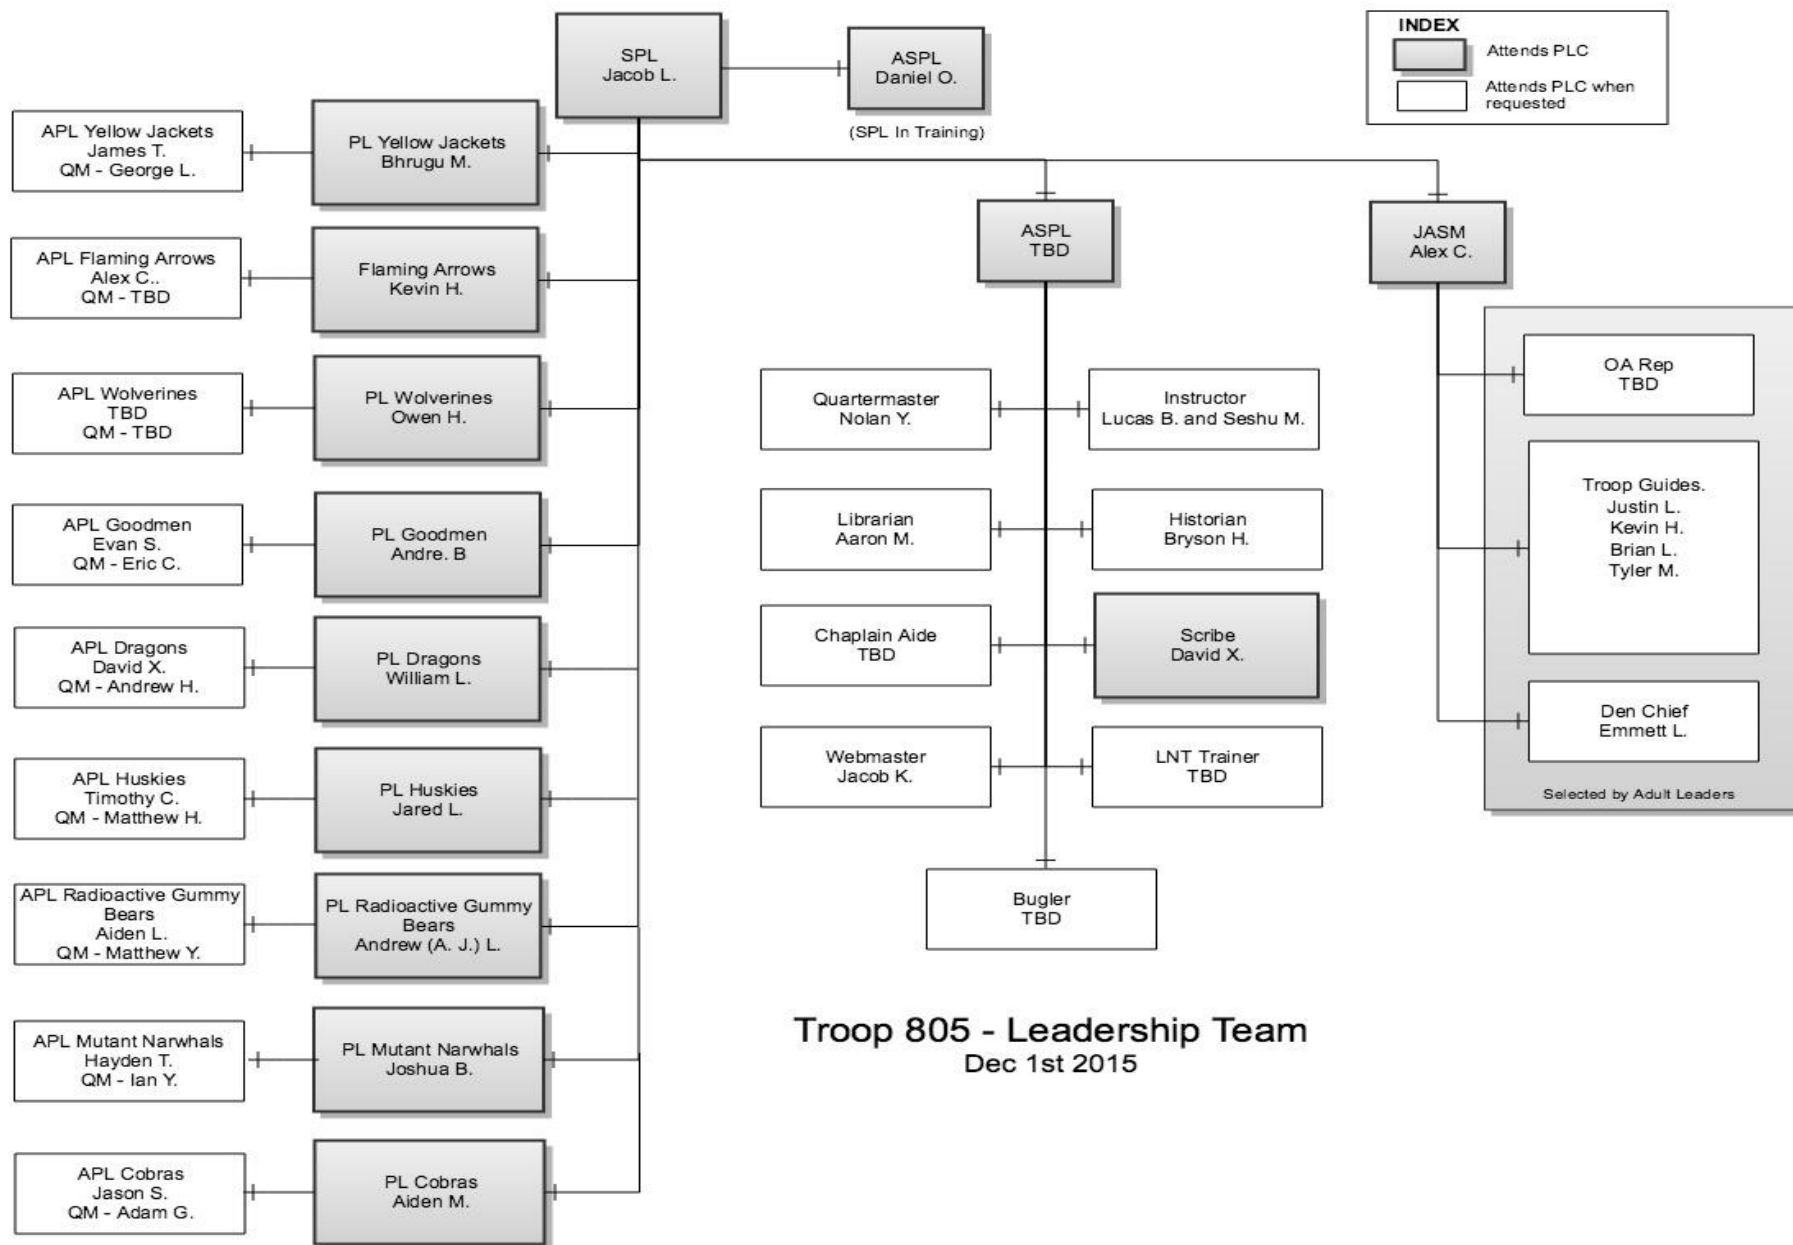 SPL
Jacob L.
ASPL
Daniel O.
(SPL In Training)
INDEX
Attends PLC
Attends PLC when
requested
APL Yellow Jackets
James T.
QM - George L.
PL Yellow Jackets
Bhrugu M.
APL Flaming Arrows
Alex C..
QM - TBD
Flaming Arrows
Kevin H.
APL Wolverines
TBD
QM - TBD
PL Wolverines
Owen H.
APL Goodmen
Evan S.
QM - Eric C.
PL Goodmen
Andre. B
APL Dragons
David X.
QM - Andrew H.
PL Dragons
William L.
APL Huskies
Timothy C.
QM - Matthew H.
PL Huskies
Jared L.
APL Radioactive Gummy
Bears
Aiden L.
QM - Matthew Y.
PL Radioactive Gummy
Bears
Andrew (A. J.) L.
APL Mutant Narwhals
Hayden T.
QM - Ian Y.
PL Mutant Narwhals
Joshua B.
APL Cobras
Jason S.
QM - Adam G.
PL Cobras
Aiden M.
ASPL
TBD
Quartermaster
Nolan Y.
Instructor
Lucas B. and Seshu M.
Librarian
Aaron M.
Historian
Bryson H.
Chaplain Aide
TBD
Scribe
David X.
Webmaster
Jacob K.
LNT Trainer
TBD
Bugler
TBD
JASM
Alex C.
OA Rep
TBD
Troop Guides.
Justin L.
Kevin H.
Brian L.
Tyler M.
Den Chief
Emmett L.
Selected by Adult Leaders
Troop 805 - Leadership Team
Dec 1st 2015